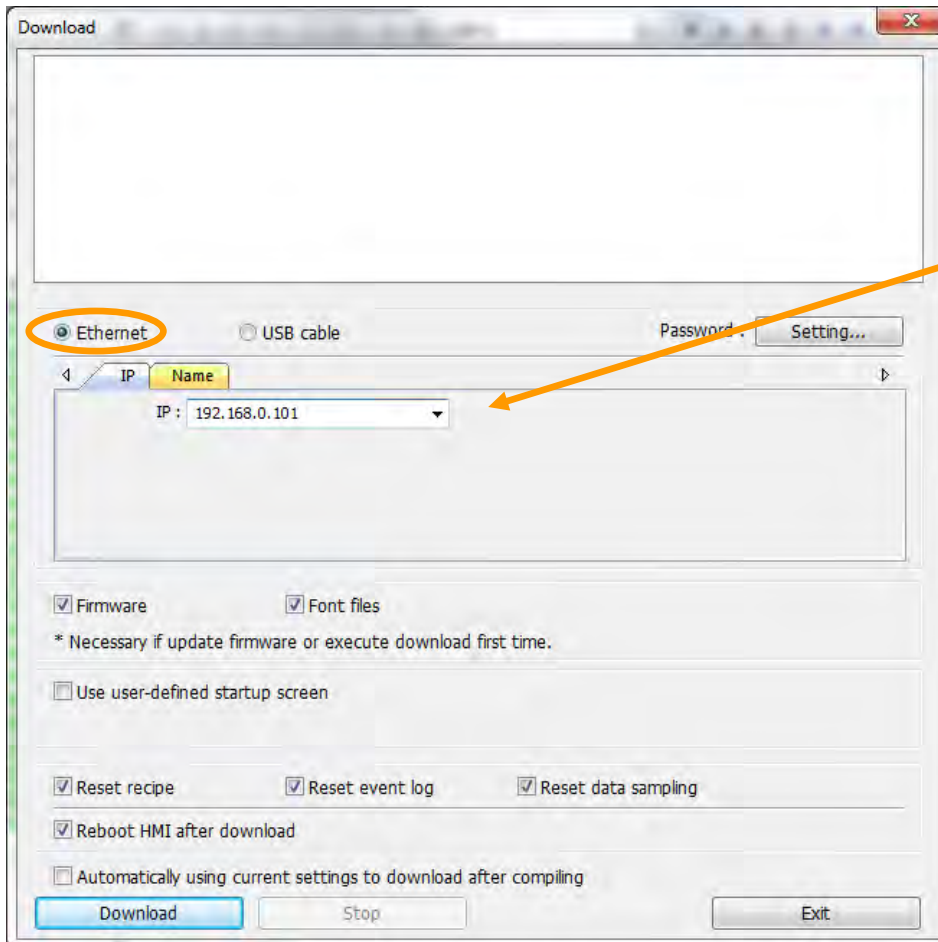 Download
Ethernet USB cable Password : Setting...
IP Name
IP : 192.168.0.101
Firmware Font files
* Necessary if update firmware or execute download first time.
Use user-defined startup screen
Reset recipe Reset event log Reset data sampling
Reboot HMI after download
Automatically using current settings to download after compiling
Download Stop Exit